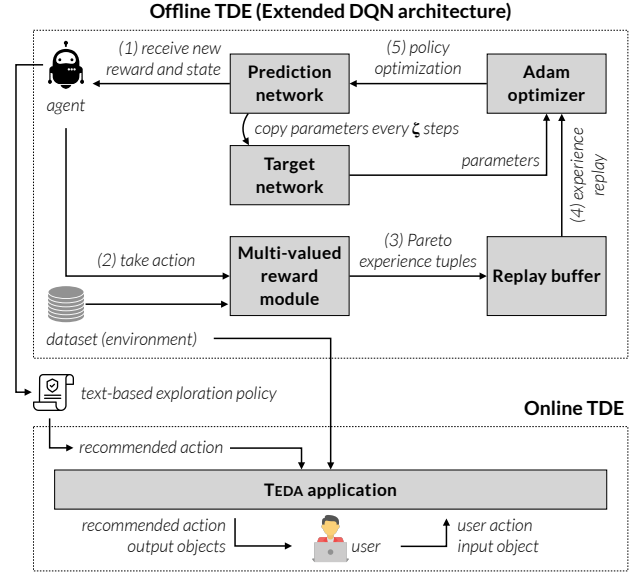 Offline TDE (Extended DQN architecture)
(1) receive new
reward and state
agent
Prediction
network
(5) policy
optimization
Adam
optimizer
copy parameters every ζ steps
Target
network
parameters
(4) experience
replay
(2) take action
Multi-valued
reward
module
(3) Pareto
experience tuples
Replay buffer
dataset (environment)
text-based exploration policy
Online TDE
recommended action
TEDA application
recommended action
output objects
user
user action
input object